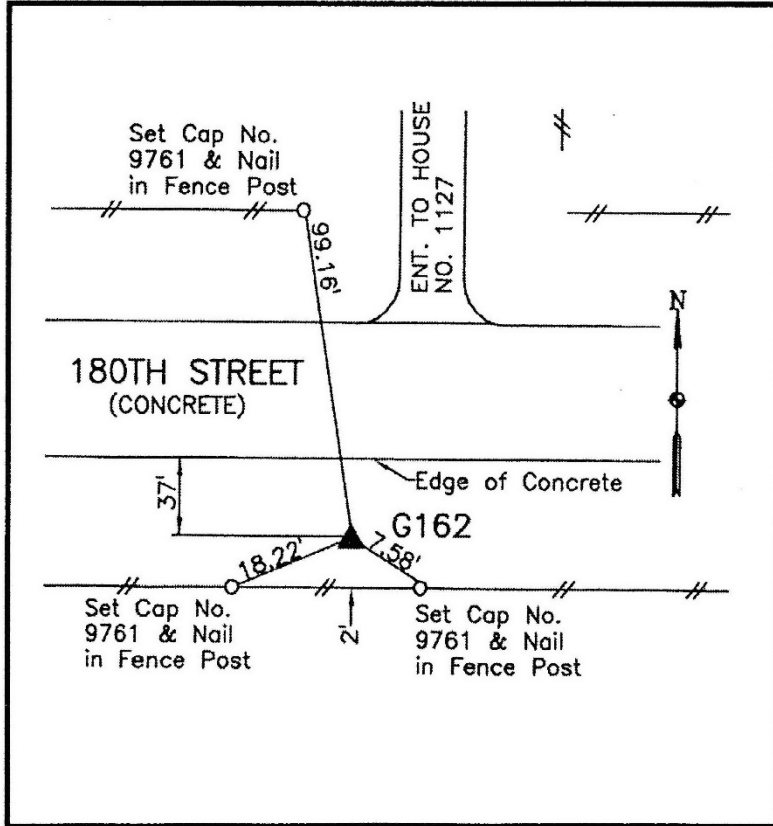 Set Cap No.
9761 & Nail
in Fence Post
ENT. TO HOUSE
NO. 1127
99.16'
N
180TH STREET
(CONCRETE)
Edge of Concrete
37'
G162
18.22'
7.58'
Set Cap No.
9761 & Nail
in Fence Post
2'
Set Cap No.
9761 & Nail
in Fence Post